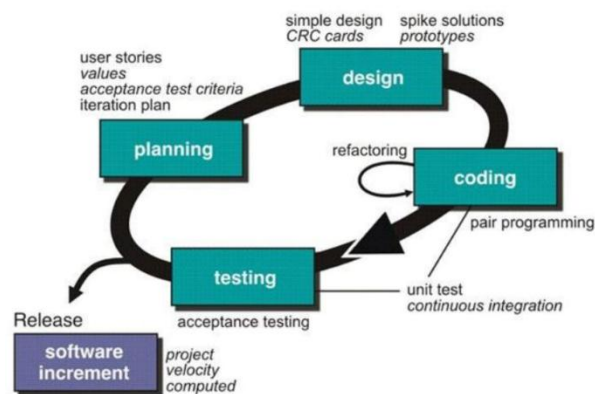 simple design
CRC cards
spike solutions
prototypes
user stories
values
acceptance test criteria
iteration plan
design
planning
refactoring
coding
pair programming
testing
unit test
continuous integration
acceptance testing
Release
software
increment
project
velocity
computed